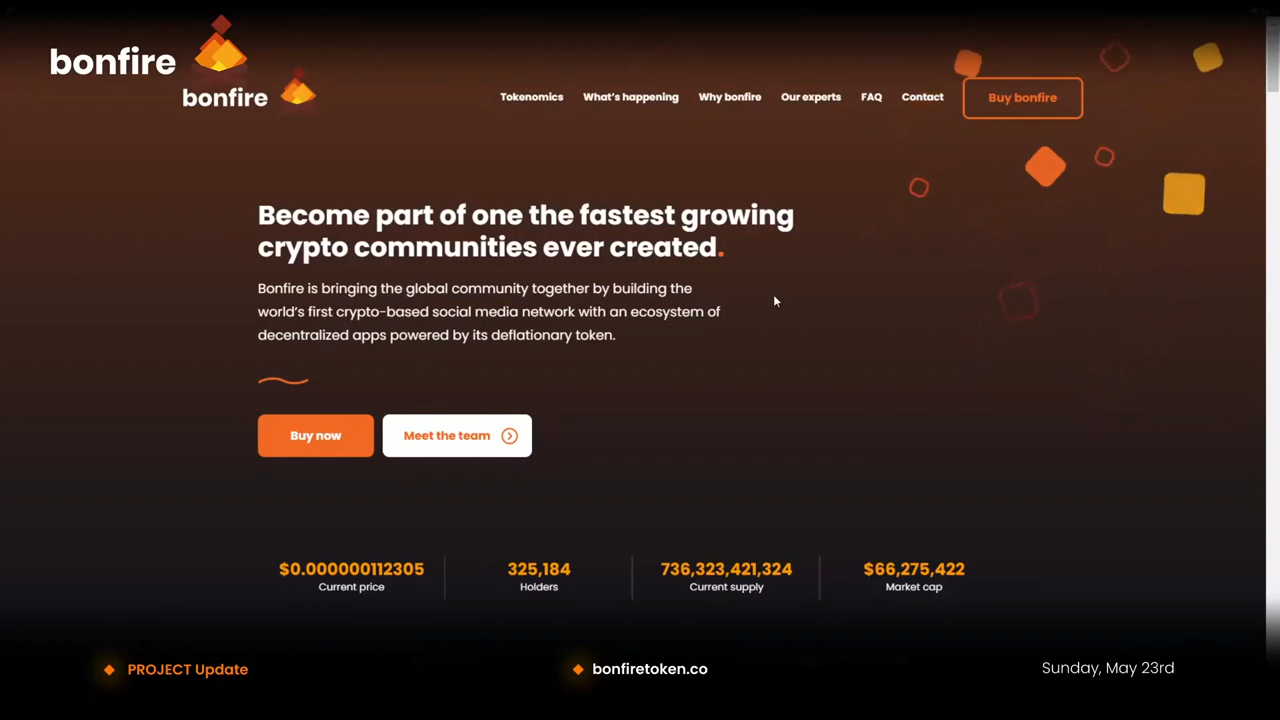 bonfire
bonfire
Tokenomics What's happening Why bonfire Our experts FAQ Contact Buy bonfire
Become part of one the fastest growing
crypto communities ever created.
Bonfire is bringing the global community together by building the
world's first crypto-based social media network with an ecosystem of
decentralized apps powered by its deflationary token.
Buy now Meet the team
$0.000000112305 325,184 736,323,421,324 $66,275,422
Current price Holders Current supply Market cap
PROJECT Update bonfiretoken.co Sunday, May 23rd